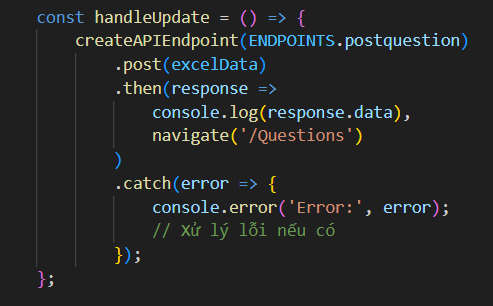 const handleUpdate = () => {
createAPIEndpoint(ENDPOINTS.postquestion)
.post(excelData)
.then(response =>
console.log(response.data),
navigate('/Questions')
)
.catch(error => {
console.error('Error:', error);
// Xử lý lỗi nếu có
});
};